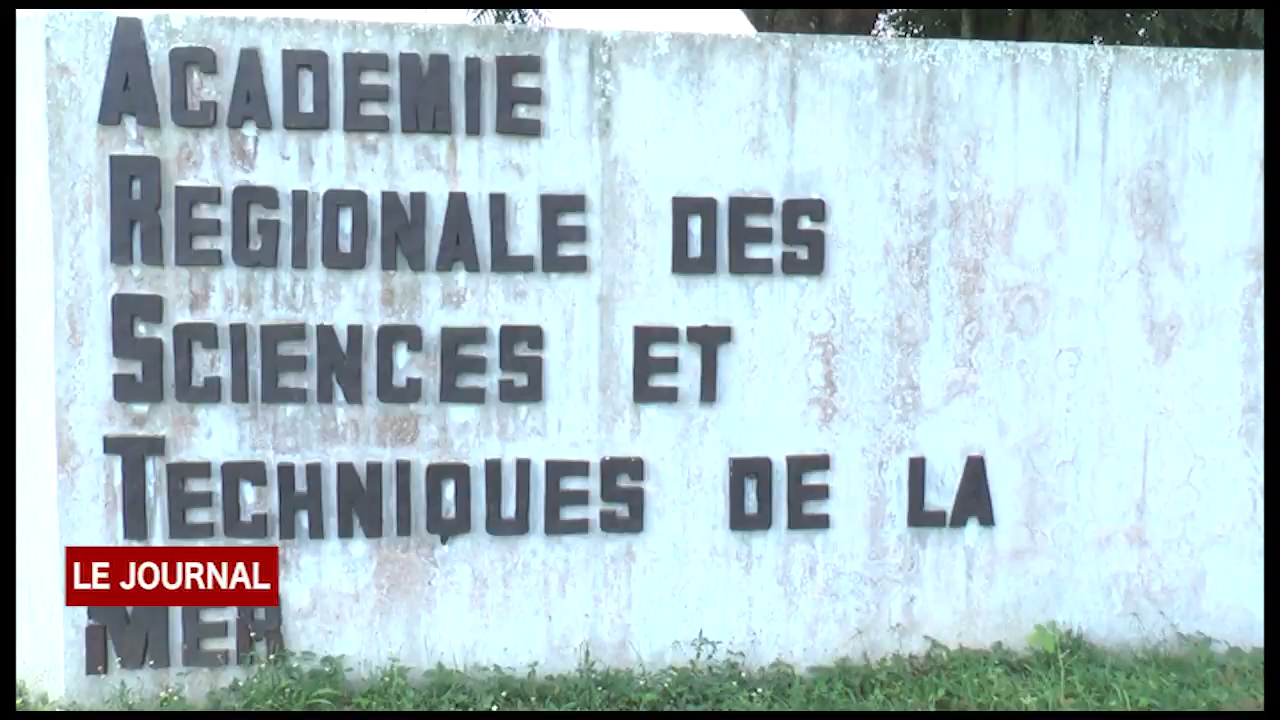 ACADEMIE
REGIONALE DES
SCIENCES ET
TECHNIQUES DE LA
LE JOURNAL
MER